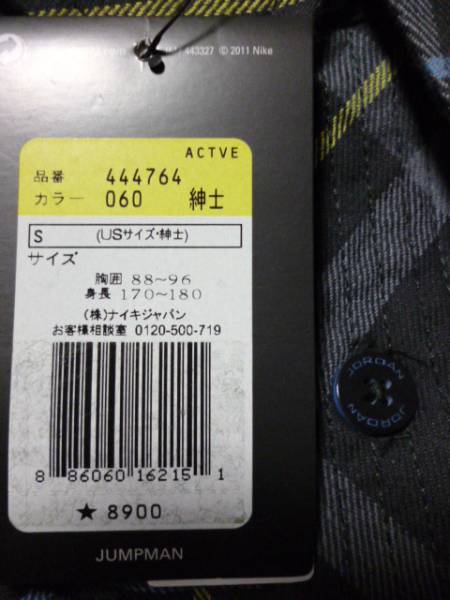 443327 © 2011 Nike
ACTVE
品番 444764
カラー 060 紳士
S (USサイズ・紳士)
サイズ
胸囲 88～96
身長 170～180
(株)ナイキジャパン
お客様相談室 0120-500-719
8 86060 16215 1
★ 8900
JUMPMAN
JORDAN
JORDAN